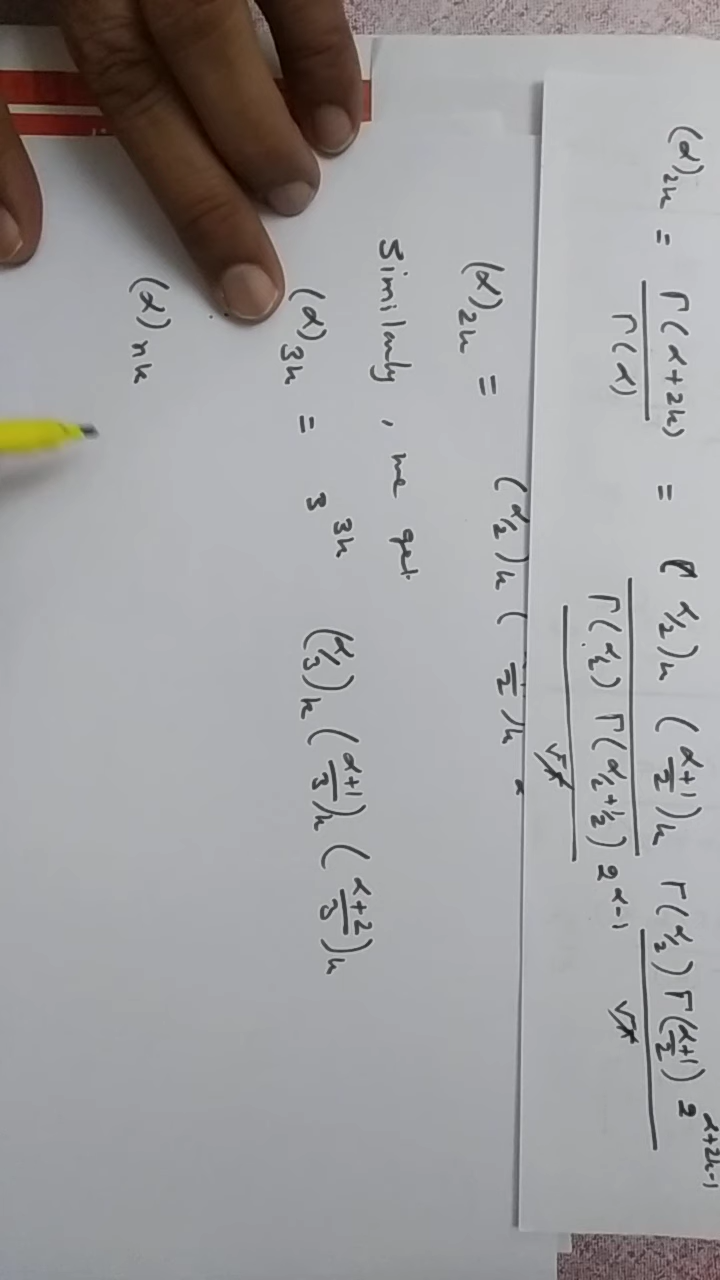 (α)₂ₖ = Γ(α+2k) / Γ(α) = (α/2)ₖ ((α+1)/2)ₖ Γ(α/2) Γ((α+1)/2) 2^(α+2k-1) / √π / Γ(α/2) Γ(α/2+1/2) 2^(α-1) / √π
(α)₂ₖ = (α/2)ₖ ( /2)ₖ
Similarly, we get
(α)₃ₖ = 3^(3k) (α/3)ₖ ((α+1)/3)ₖ ((α+2)/3)ₖ
(α)ₙₖ